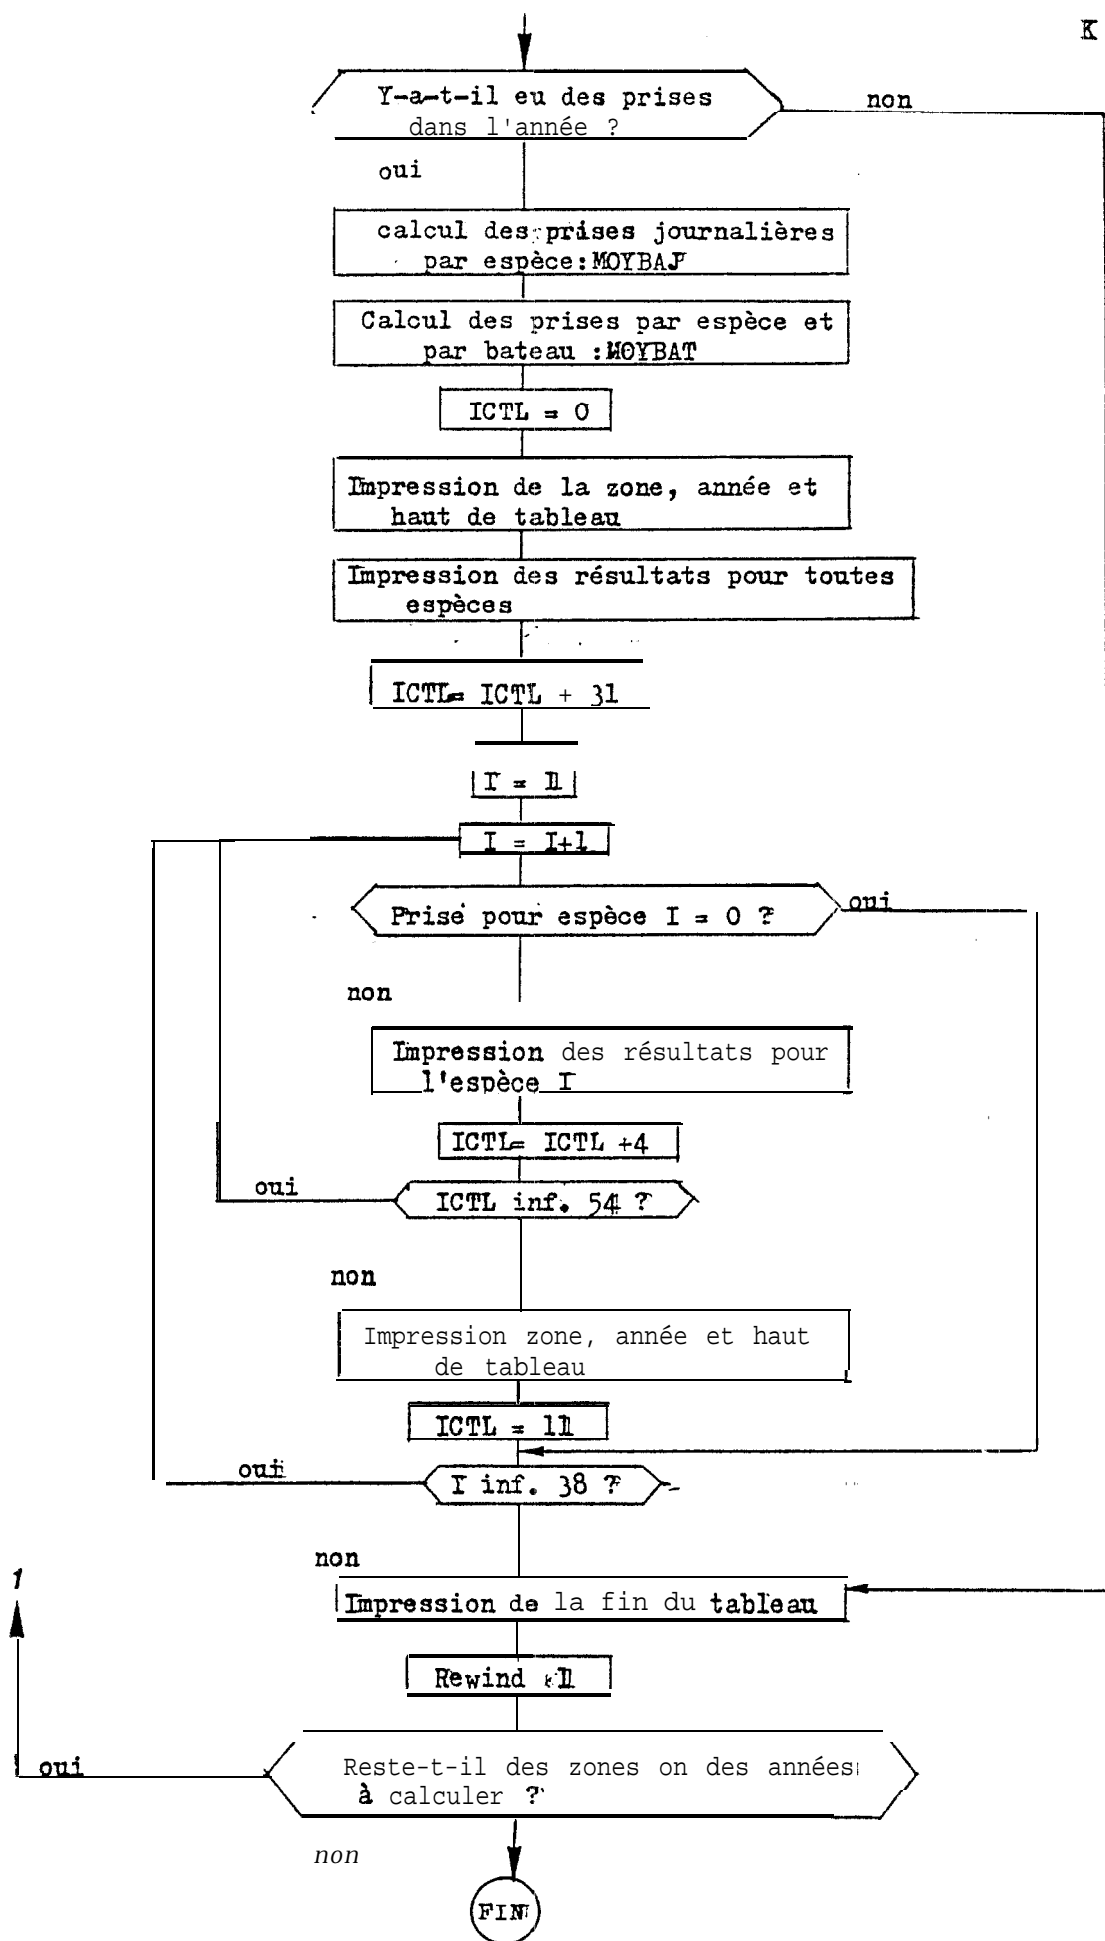 K
Y-a-t-il eu des prises
dans l'année ?
non
oui
calcul des prises journalières
par espèce:MOYBAJ
Calcul des prises par espèce et
par bateau :MOYBAT
ICTL = 0
Impression de la zone, année et
haut de tableau
Impression des résultats pour toutes
espèces
ICTL= ICTL + 31
I = 1
I = I+1
Prise pour espèce I = 0 ?
oui
non
Impression des résultats pour
l'espèce I
ICTL= ICTL +4
oui
ICTL inf. 54 ?
non
Impression zone, année et haut
de tableau
ICTL = 11
oui
I inf. 38 ?
non
1
Impression de la fin du tableau
Rewind 1
oui
Reste-t-il des zones on des années
à calculer ?
non
FIN